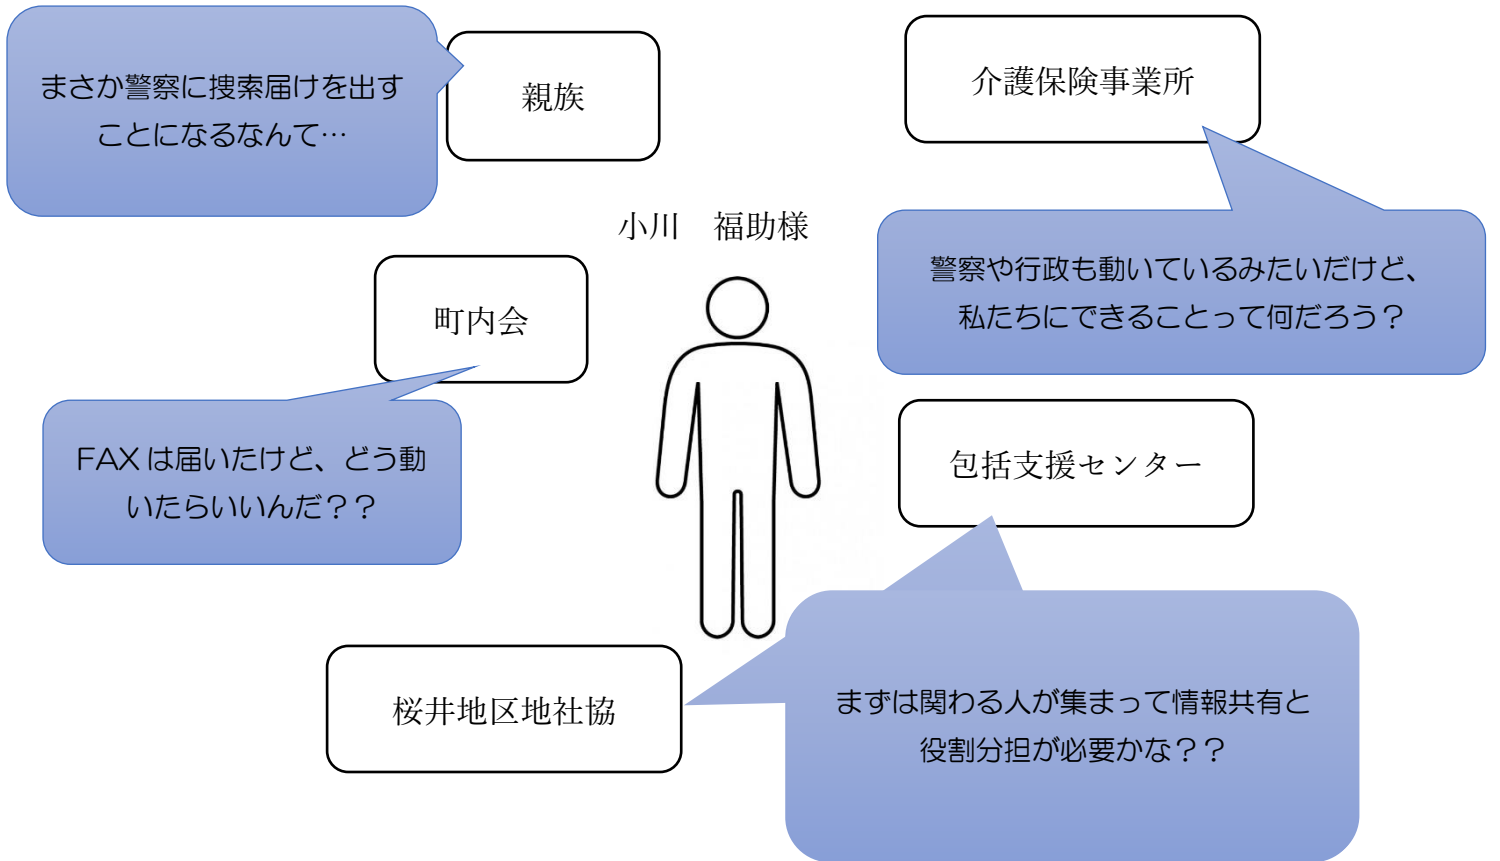 まさか警察に捜索届けを出す
ことになるなんて…
親族
介護保険事業所
小川　福助様
警察や行政も動いているみたいだけど、
私たちにできることって何だろう？
町内会
FAXは届いたけど、どう動
いたらいいんだ？？
包括支援センター
桜井地区地社協
まずは関わる人が集まって情報共有と
役割分担が必要かな？？